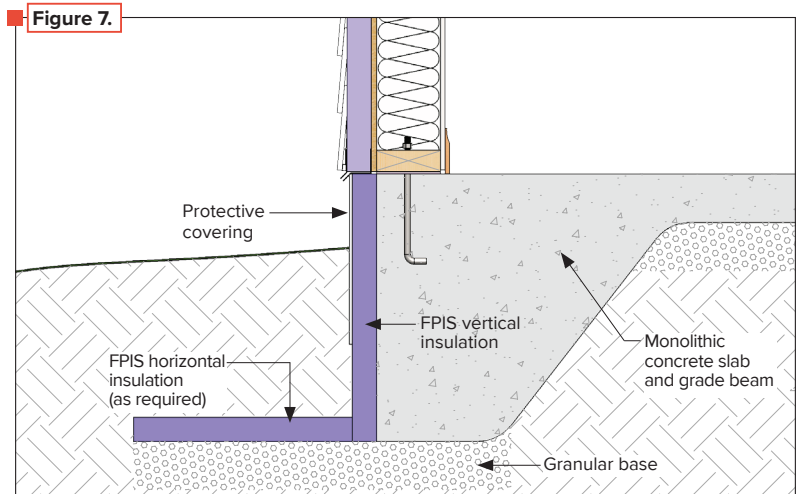 Figure 7.
Protective
covering
FPIS vertical
insulation
FPIS horizontal
insulation
(as required)
Monolithic
concrete slab
and grade beam
Granular base